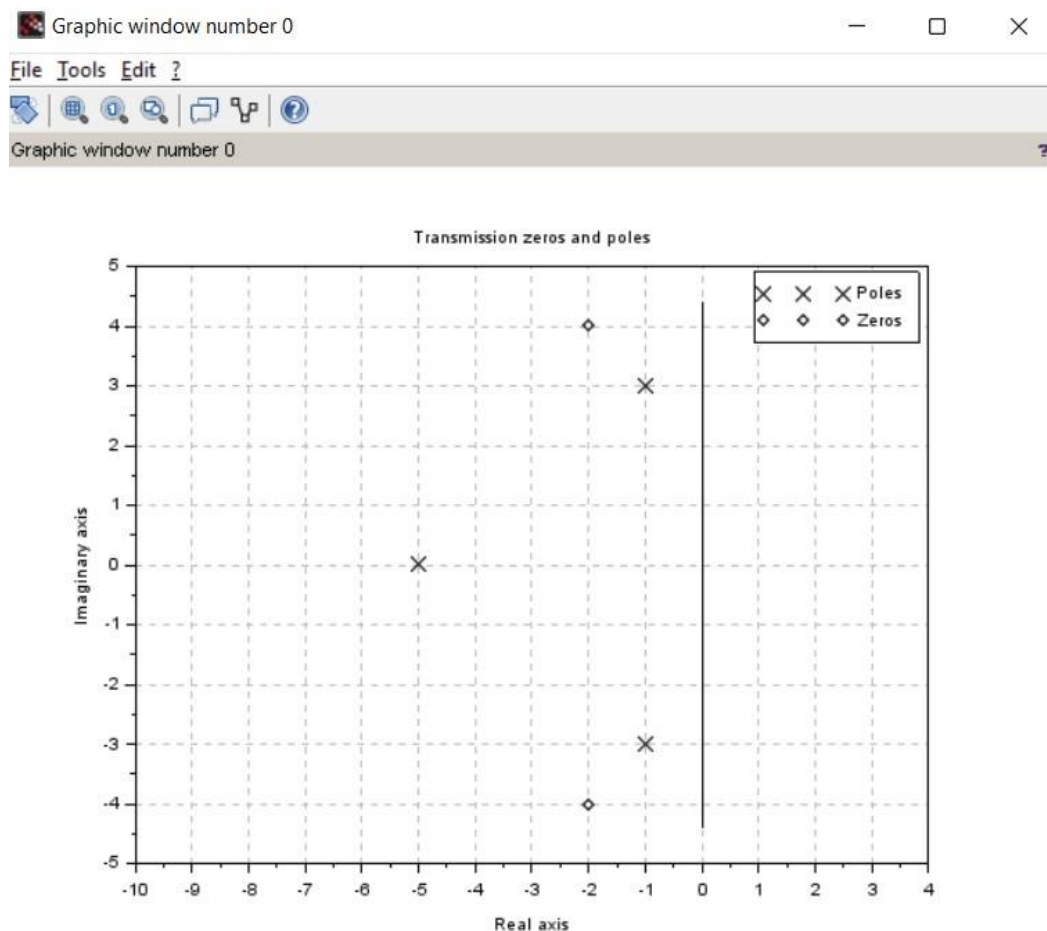 Graphic window number 0
File Tools Edit ?
Graphic window number 0 ?
Transmission zeros and poles
Poles
Zeros
5
4
3
2
1
0
-1
-2
-3
-4
-5
Imaginary axis
-10 -9 -8 -7 -6 -5 -4 -3 -2 -1 0 1 2 3 4
Real axis